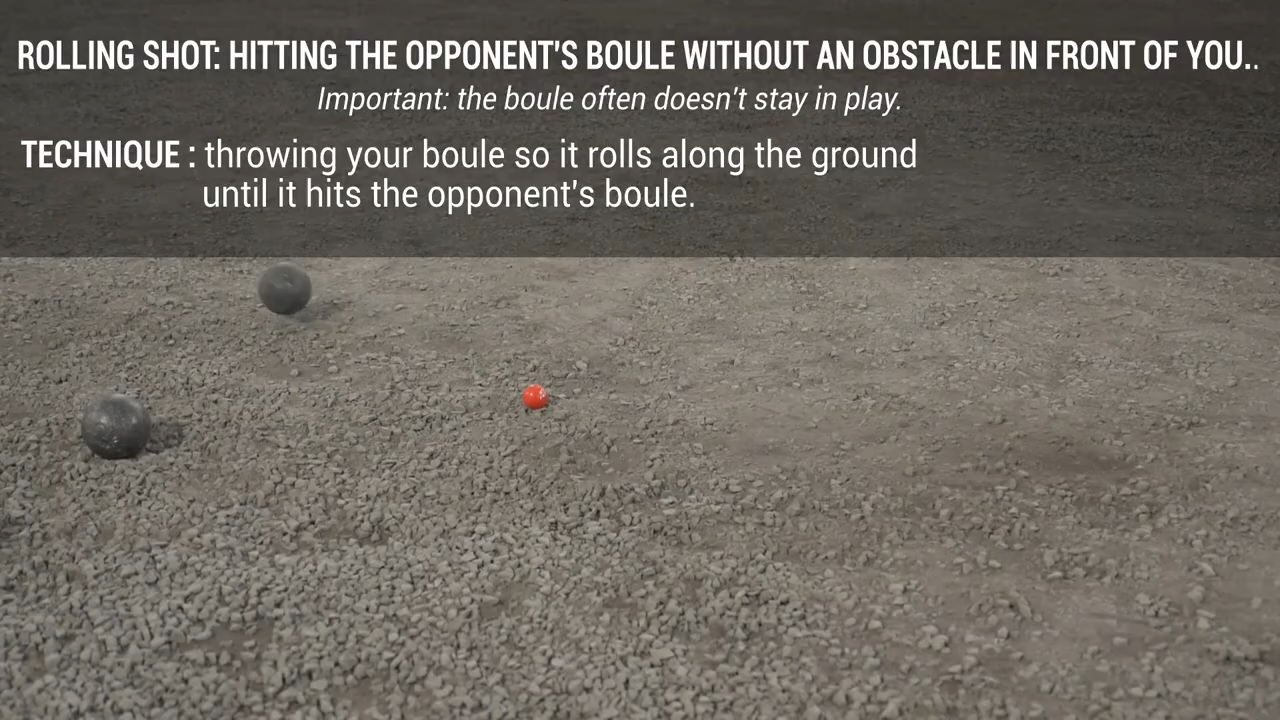 ROLLING SHOT: HITTING THE OPPONENT'S BOULE WITHOUT AN OBSTACLE IN FRONT OF YOU..
Important: the boule often doesn't stay in play.
TECHNIQUE : throwing your boule so it rolls along the ground
until it hits the opponent's boule.